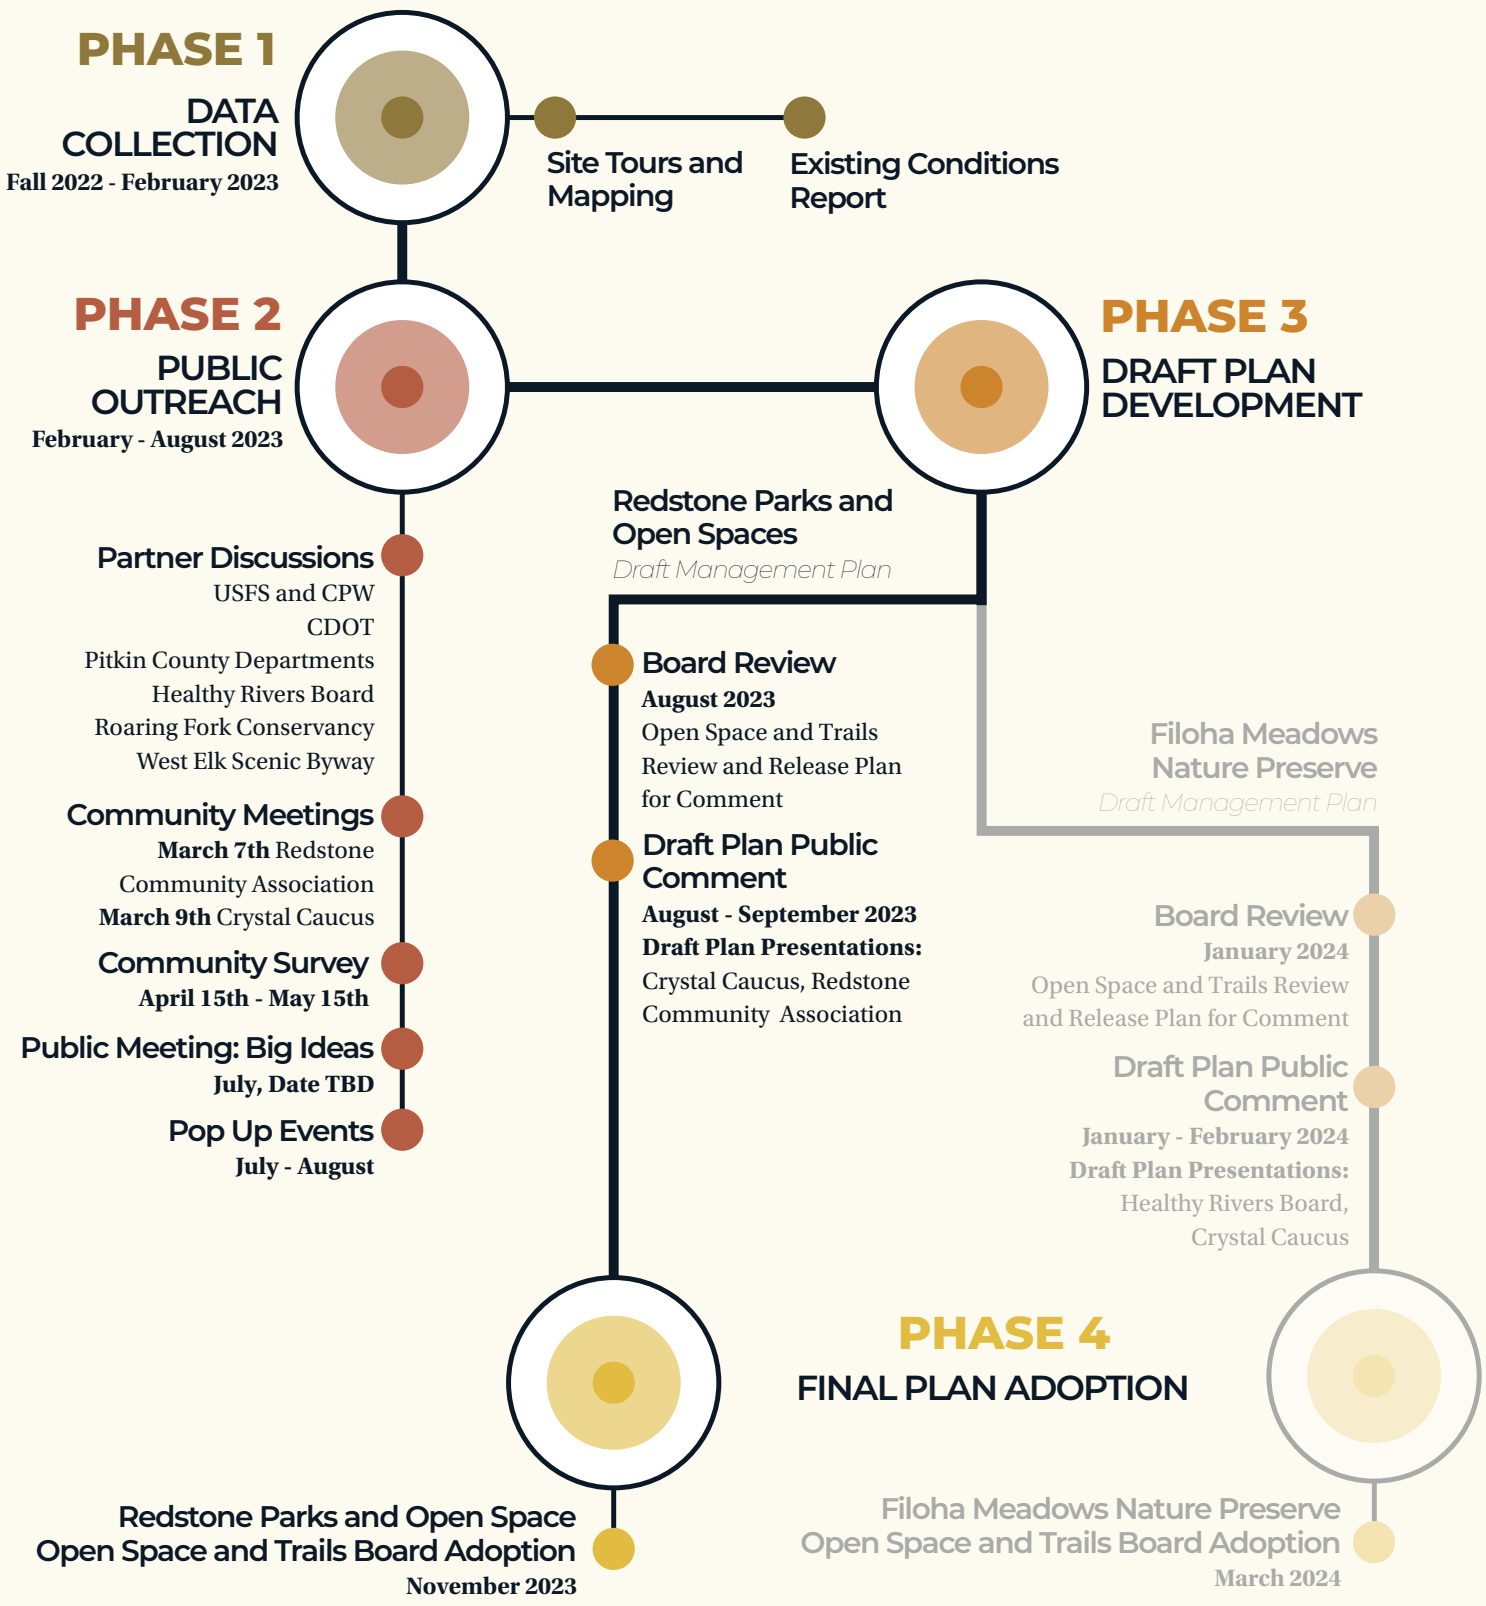 PHASE 1
DATA
COLLECTION
Fall 2022 - February 2023
Site Tours and
Mapping
Existing Conditions
Report
PHASE 2
PUBLIC
OUTREACH
February - August 2023
PHASE 3
DRAFT PLAN
DEVELOPMENT
Partner Discussions
USFS and CPW
CDOT
Pitkin County Departments
Healthy Rivers Board
Roaring Fork Conservancy
West Elk Scenic Byway
Community Meetings
March 7th Redstone
Community Association
March 9th Crystal Caucus
Community Survey
April 15th - May 15th
Public Meeting: Big Ideas
July, Date TBD
Pop Up Events
July - August
Redstone Parks and
Open Spaces
Draft Management Plan
Board Review
August 2023
Open Space and Trails
Review and Release Plan
for Comment
Draft Plan Public
Comment
August - September 2023
Draft Plan Presentations:
Crystal Caucus, Redstone
Community Association
Filoha Meadows
Nature Preserve
Draft Management Plan
Board Review
January 2024
Open Space and Trails Review
and Release Plan for Comment
Draft Plan Public
Comment
January - February 2024
Draft Plan Presentations:
Healthy Rivers Board,
Crystal Caucus
PHASE 4
FINAL PLAN ADOPTION
Redstone Parks and Open Space
Open Space and Trails Board Adoption
November 2023
Filoha Meadows Nature Preserve
Open Space and Trails Board Adoption
March 2024